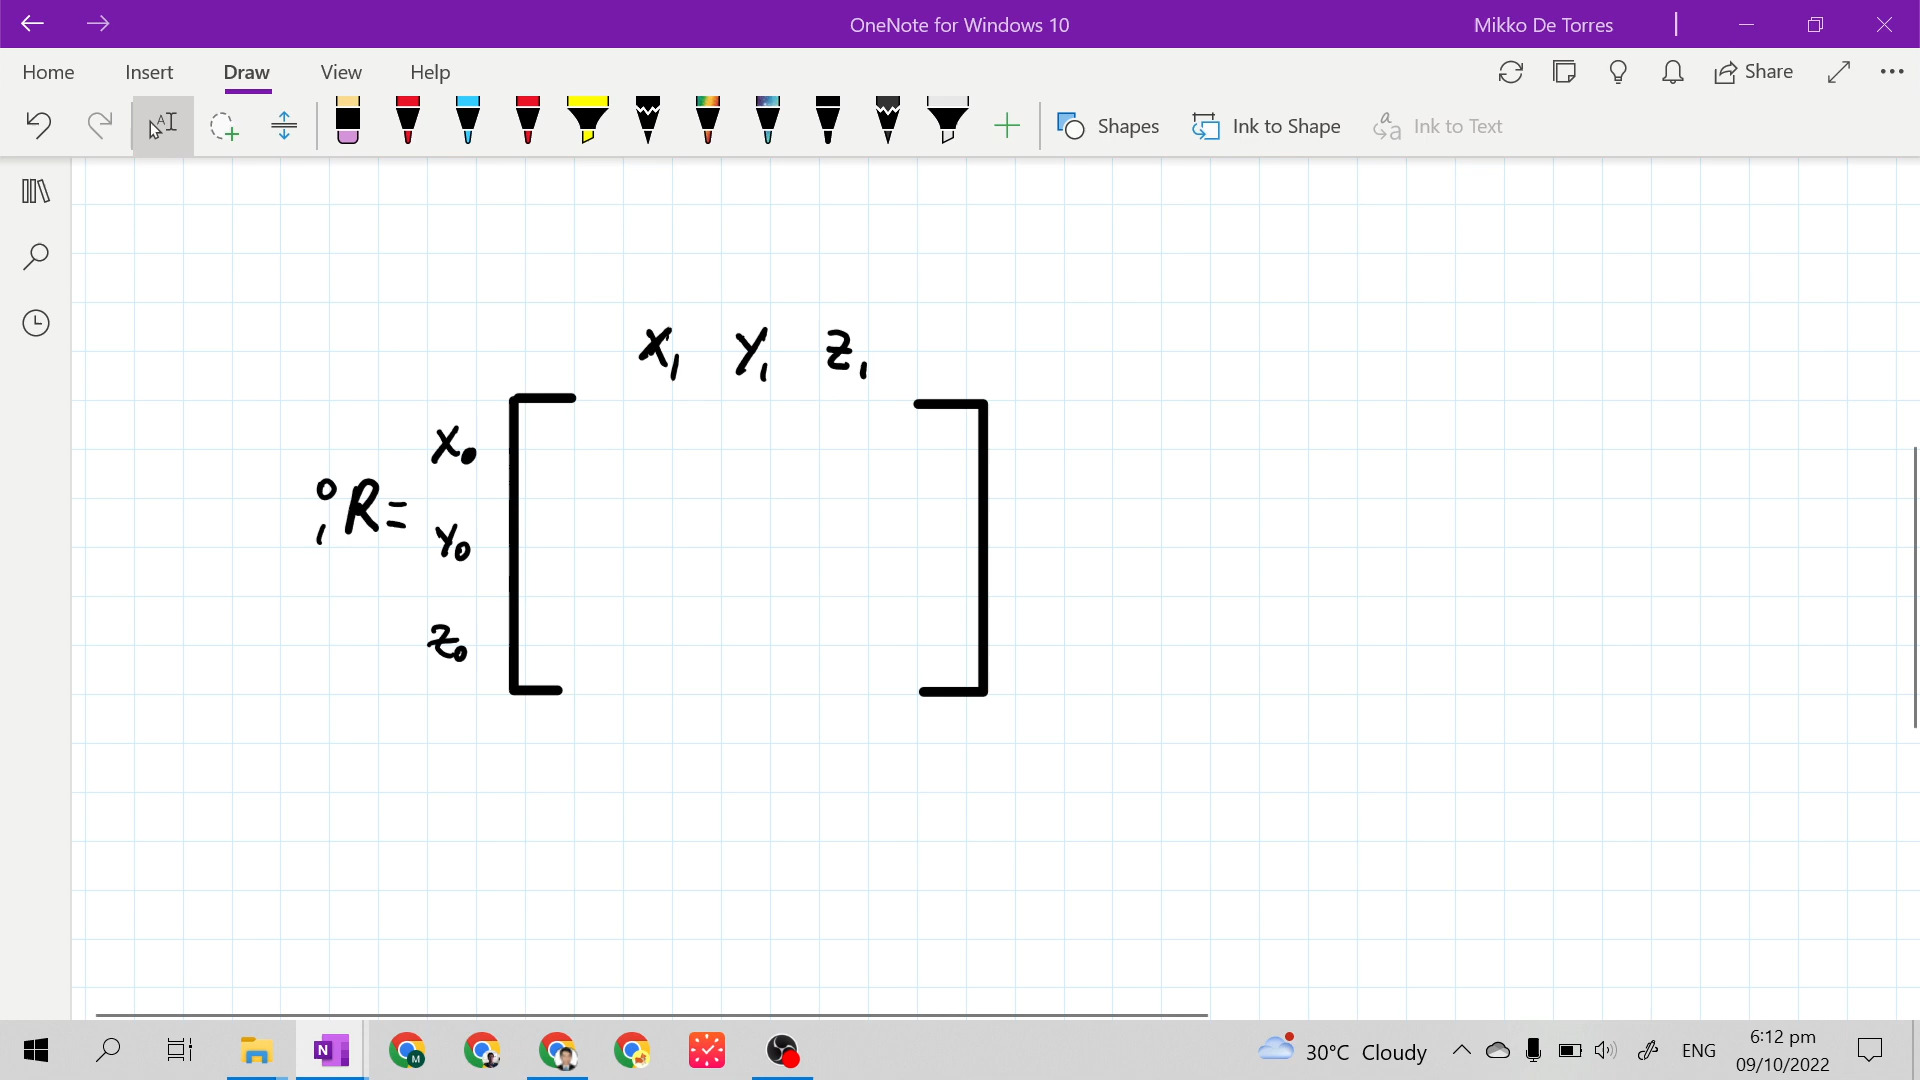 OneNote for Windows 10
Mikko De Torres
Home Insert Draw View Help
Share
Shapes Ink to Shape Ink to Text
X₁ Y₁ Z₁
X₀
⁰₁R=
Y₀
Z₀
30°C Cloudy
ENG
6:12 pm
09/10/2022